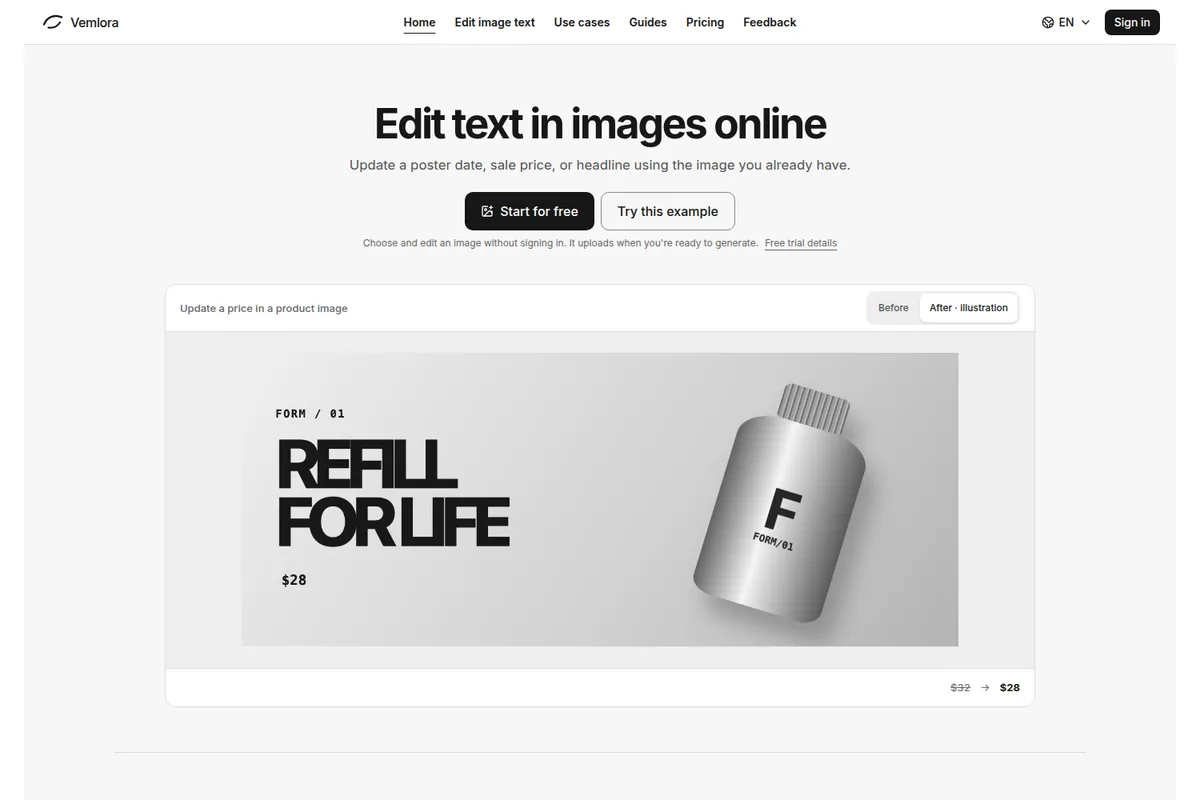 Vemlora
Home Edit image text Use cases Guides Pricing Feedback
EN
Sign in
Edit text in images online
Update a poster date, sale price, or headline using the image you already have.
Start for free
Try this example
Choose and edit an image without signing in. It uploads when you're ready to generate. Free trial details
Update a price in a product image
Before
After · illustration
FORM / 01
REFILL
FOR LIFE
$28
F
FORM/01
$32 → $28